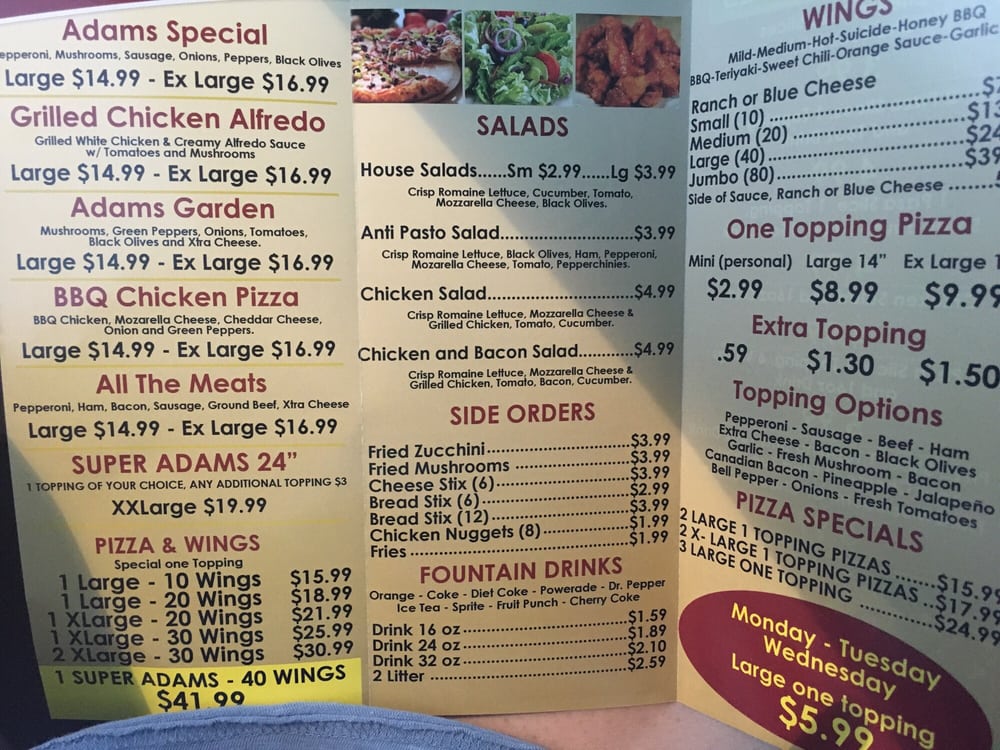 Adams Special
epperoni, Mushrooms, Sausage, Onions, Peppers, Black Olives
Large $14.99 - Ex Large $16.99
Grilled Chicken Alfredo
Grilled White Chicken & Creamy Alfredo Sauce
w/ Tomatoes and Mushrooms
Large $14.99 - Ex Large $16.99
Adams Garden
Mushrooms, Green Peppers, Onions, Tomatoes,
Black Olives and Xtra Cheese.
Large $14.99 - Ex Large $16.99
BBQ Chicken Pizza
BBQ Chicken, Mozarella Cheese, Cheddar Cheese,
Onion and Green Peppers.
Large $14.99 - Ex Large $16.99
All The Meats
Pepperoni, Ham, Bacon, Sausage, Ground Beef, Xtra Cheese
Large $14.99 - Ex Large $16.99
SUPER ADAMS 24"
1 TOPPING OF YOUR CHOICE, ANY ADDITIONAL TOPPING $3
XXLarge $19.99
PIZZA & WINGS
Special one Topping
1 Large - 10 Wings $15.99
1 Large - 20 Wings $18.99
1 XLarge - 20 Wings $21.99
1 XLarge - 30 Wings $25.99
2 XLarge - 30 Wings $30.99
1 SUPER ADAMS - 40 WINGS
$41.99
SALADS
House Salads......Sm $2.99......Lg $3.99
Crisp Romaine Lettuce, Cucumber, Tomato,
Mozzarella Cheese, Black Olives.
Anti Pasto Salad........................$3.99
Crisp Romaine Lettuce, Black Olives, Ham, Pepperoni,
Mozarella Cheese, Tomato, Pepperchinies.
Chicken Salad..........................$4.99
Crisp Romaine Lettuce, Mozzarella Cheese &
Grilled Chicken, Tomato, Cucumber.
Chicken and Bacon Salad...........$4.99
Crisp Romaine Lettuce, Mozzarella Cheese &
Grilled Chicken, Tomato, Bacon, Cucumber.
SIDE ORDERS
Fried Zucchini..........................$3.99
Fried Mushrooms ......................$3.99
Cheese Stix (6)..........................$3.99
Bread Stix (6)...........................$2.99
Bread Stix (12)..........................$3.99
Chicken Nuggets (8)..................$1.99
Fries .......................................$1.99
FOUNTAIN DRINKS
Orange - Coke - Diet Coke - Powerade - Dr. Pepper
Ice Tea - Sprite - Fruit Punch - Cherry Coke
Drink 16 oz..............................$1.59
Drink 24 oz..............................$1.89
Drink 32 oz..............................$2.10
2 Litter ...................................$2.59
WINGS
Mild-Medium-Hot-Suicide-Honey BBQ
BBQ-Teriyaki-Sweet Chili-Orange Sauce-Garlic
Ranch or Blue Cheese
Small (10) ..............................
Medium (20) ..........................
Large (40)..............................$24
Jumbo (80)............................$39
Side of Sauce, Ranch or Blue Cheese ........
One Topping Pizza
Mini (personal) Large 14" Ex Large 1
$2.99 $8.99 $9.99
Extra Topping
.59 $1.30 $1.50
Topping Options
Pepperoni - Sausage - Beef - Ham
Extra Cheese - Bacon - Black Olives
Garlic - Fresh Mushroom - Bacon
Canadian Bacon - Pineapple - Jalapeño
Bell Pepper - Onions - Fresh Tomatoes
PIZZA SPECIALS
2 LARGE 1 TOPPING PIZZAS .......$15.99
2 X- LARGE 1 TOPPING PIZZAS ..$17.99
3 LARGE ONE TOPPING ...........$24.99
Monday - Tuesday
Wednesday
Large one topping
$5.99